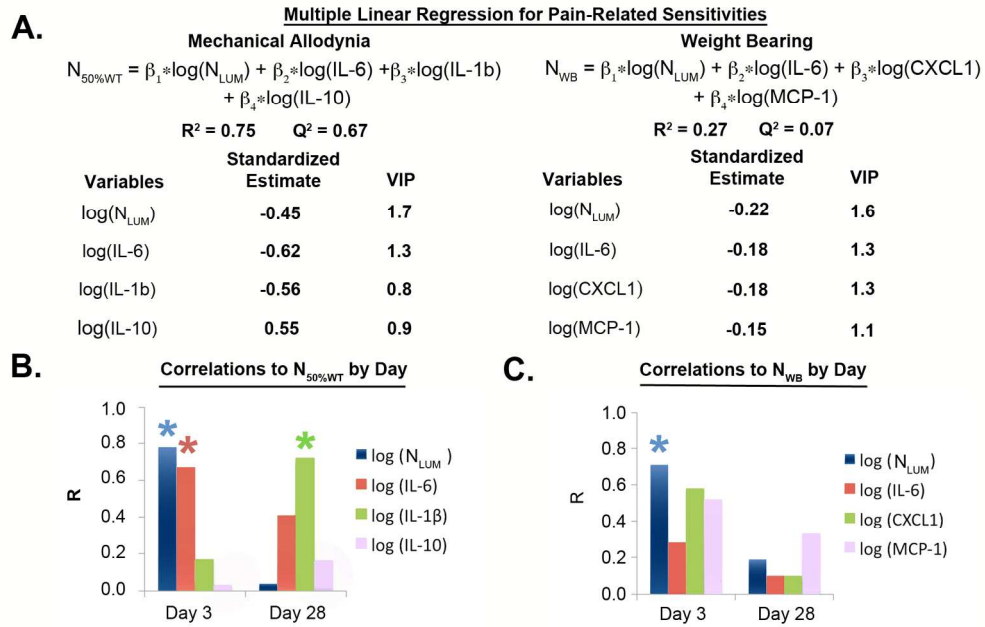 Multiple Linear Regression for Pain-Related Sensitivities
A.
Mechanical Allodynia
N50%WT = β1*log(NLUM) + β2*log(IL-6) +β3*log(IL-1b)
+ β4*log(IL-10)
R² = 0.75 Q² = 0.67
Variables Standardized Estimate VIP
log(NLUM) -0.45 1.7
log(IL-6) -0.62 1.3
log(IL-1b) -0.56 0.8
log(IL-10) 0.55 0.9
Weight Bearing
NWB = β1*log(NLUM) + β2*log(IL-6) + β3*log(CXCL1)
+ β4*log(MCP-1)
R² = 0.27 Q² = 0.07
Variables Standardized Estimate VIP
log(NLUM) -0.22 1.6
log(IL-6) -0.18 1.3
log(CXCL1) -0.18 1.3
log(MCP-1) -0.15 1.1
B.
Correlations to N50%WT by Day
R
1.0
0.8
0.6
0.4
0.2
0.0
Day 3 Day 28
* * *
log (NLUM )
log (IL-6)
log (IL-1β)
log (IL-10)
C.
Correlations to NWB by Day
R
1.0
0.8
0.6
0.4
0.2
0.0
Day 3 Day 28
*
log (NLUM)
log (IL-6)
log (CXCL1)
log (MCP-1)